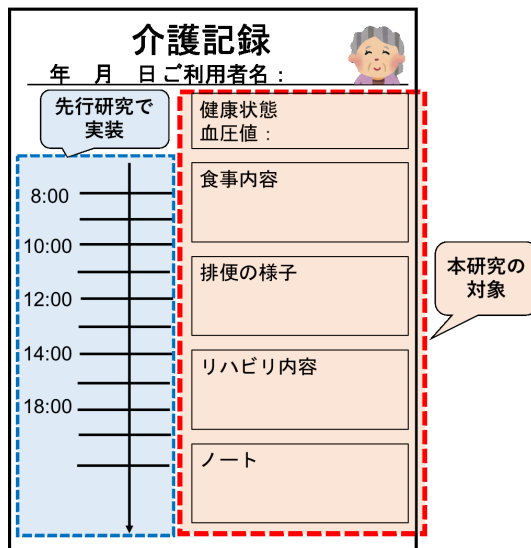 介護記録
年 月 日ご利用者名：
先行研究で
実装
8:00
10:00
12:00
14:00
18:00
健康状態
血圧値：
食事内容
排便の様子
リハビリ内容
ノート
本研究の
対象